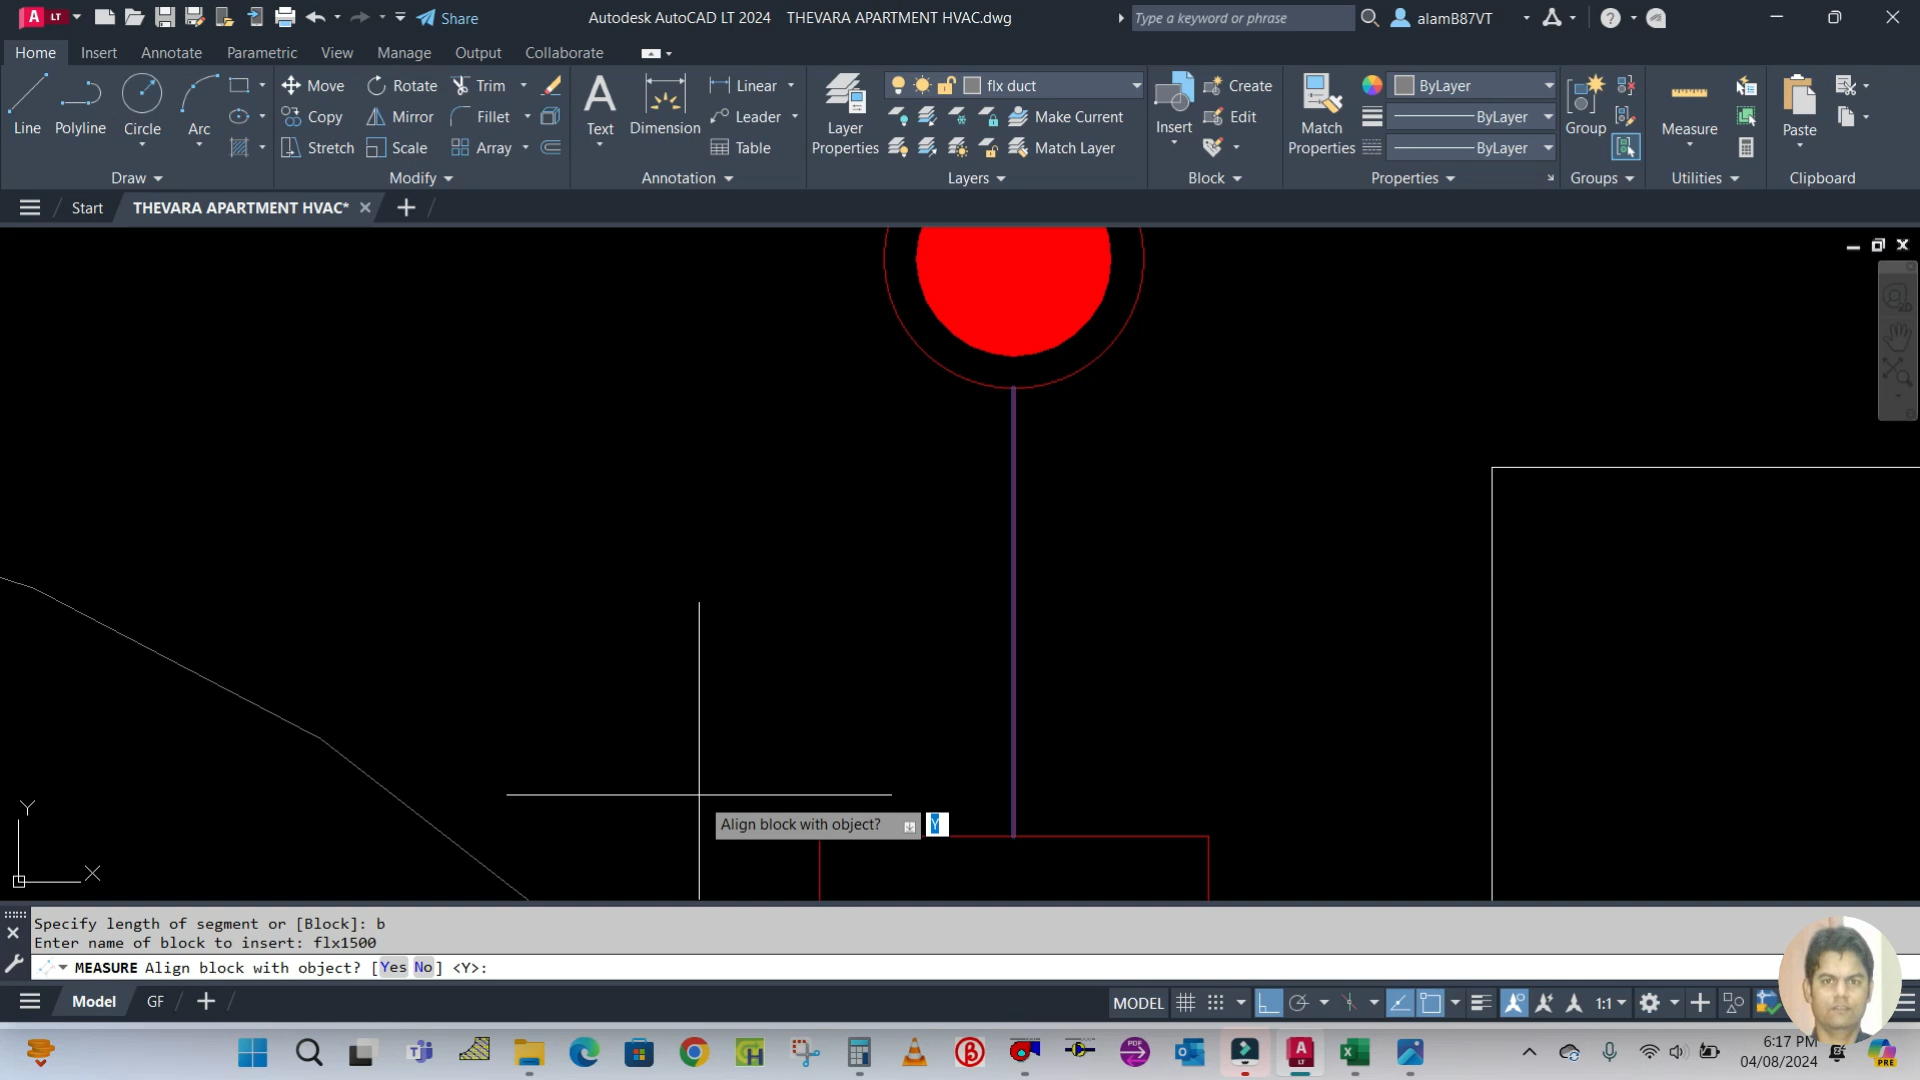 A LT Share Autodesk AutoCAD LT 2024 THEVARA APARTMENT HVAC.dwg Type a keyword or phrase alamB87VT
Home Insert Annotate Parametric View Manage Output Collaborate
Move Rotate Trim Linear flx duct Create ByLayer
Line Polyline Circle Arc Copy Mirror Fillet Text Dimension Leader Layer Properties Make Current Insert Edit Match Properties ByLayer Group Measure Paste
Stretch Scale Array Table Match Layer ByLayer
Draw Modify Annotation Layers Block Properties Groups Utilities Clipboard
Start THEVARA APARTMENT HVAC*
2D
Y
X
Align block with object? Y
Specify length of segment or [Block]: b
Enter name of block to insert: flx1500
MEASURE Align block with object? [Yes No] <Y>:
Model GF MODEL 1:1
6:17 PM
04/08/2024
PDF
A LT
PRE